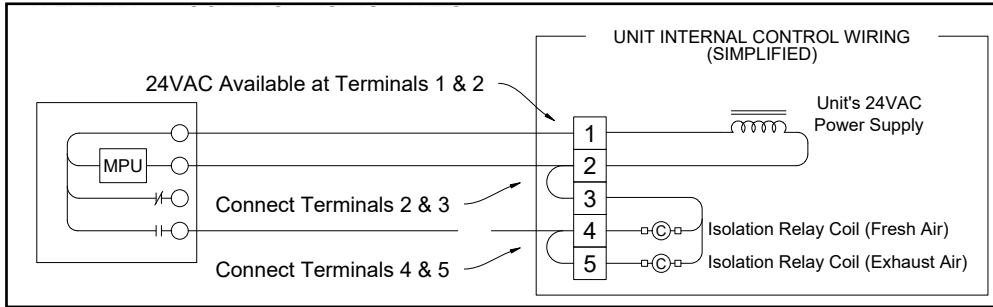 UNIT INTERNAL CONTROL WIRING
(SIMPLIFIED)
24VAC Available at Terminals 1 & 2
Unit's 24VAC
Power Supply
1
MPU
2
Connect Terminals 2 & 3
3
4
Isolation Relay Coil (Fresh Air)
C
Connect Terminals 4 & 5
5
Isolation Relay Coil (Exhaust Air)
C